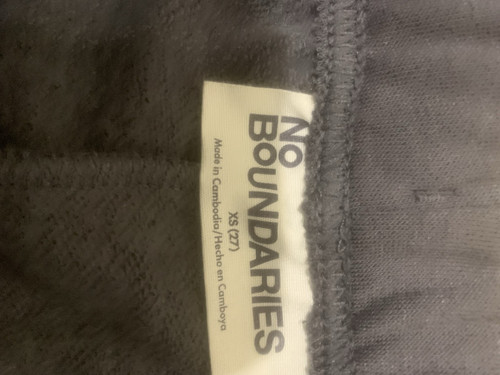 NO
BOUNDARIES
XS (27)
Made in Cambodia/Hecho en Camboya